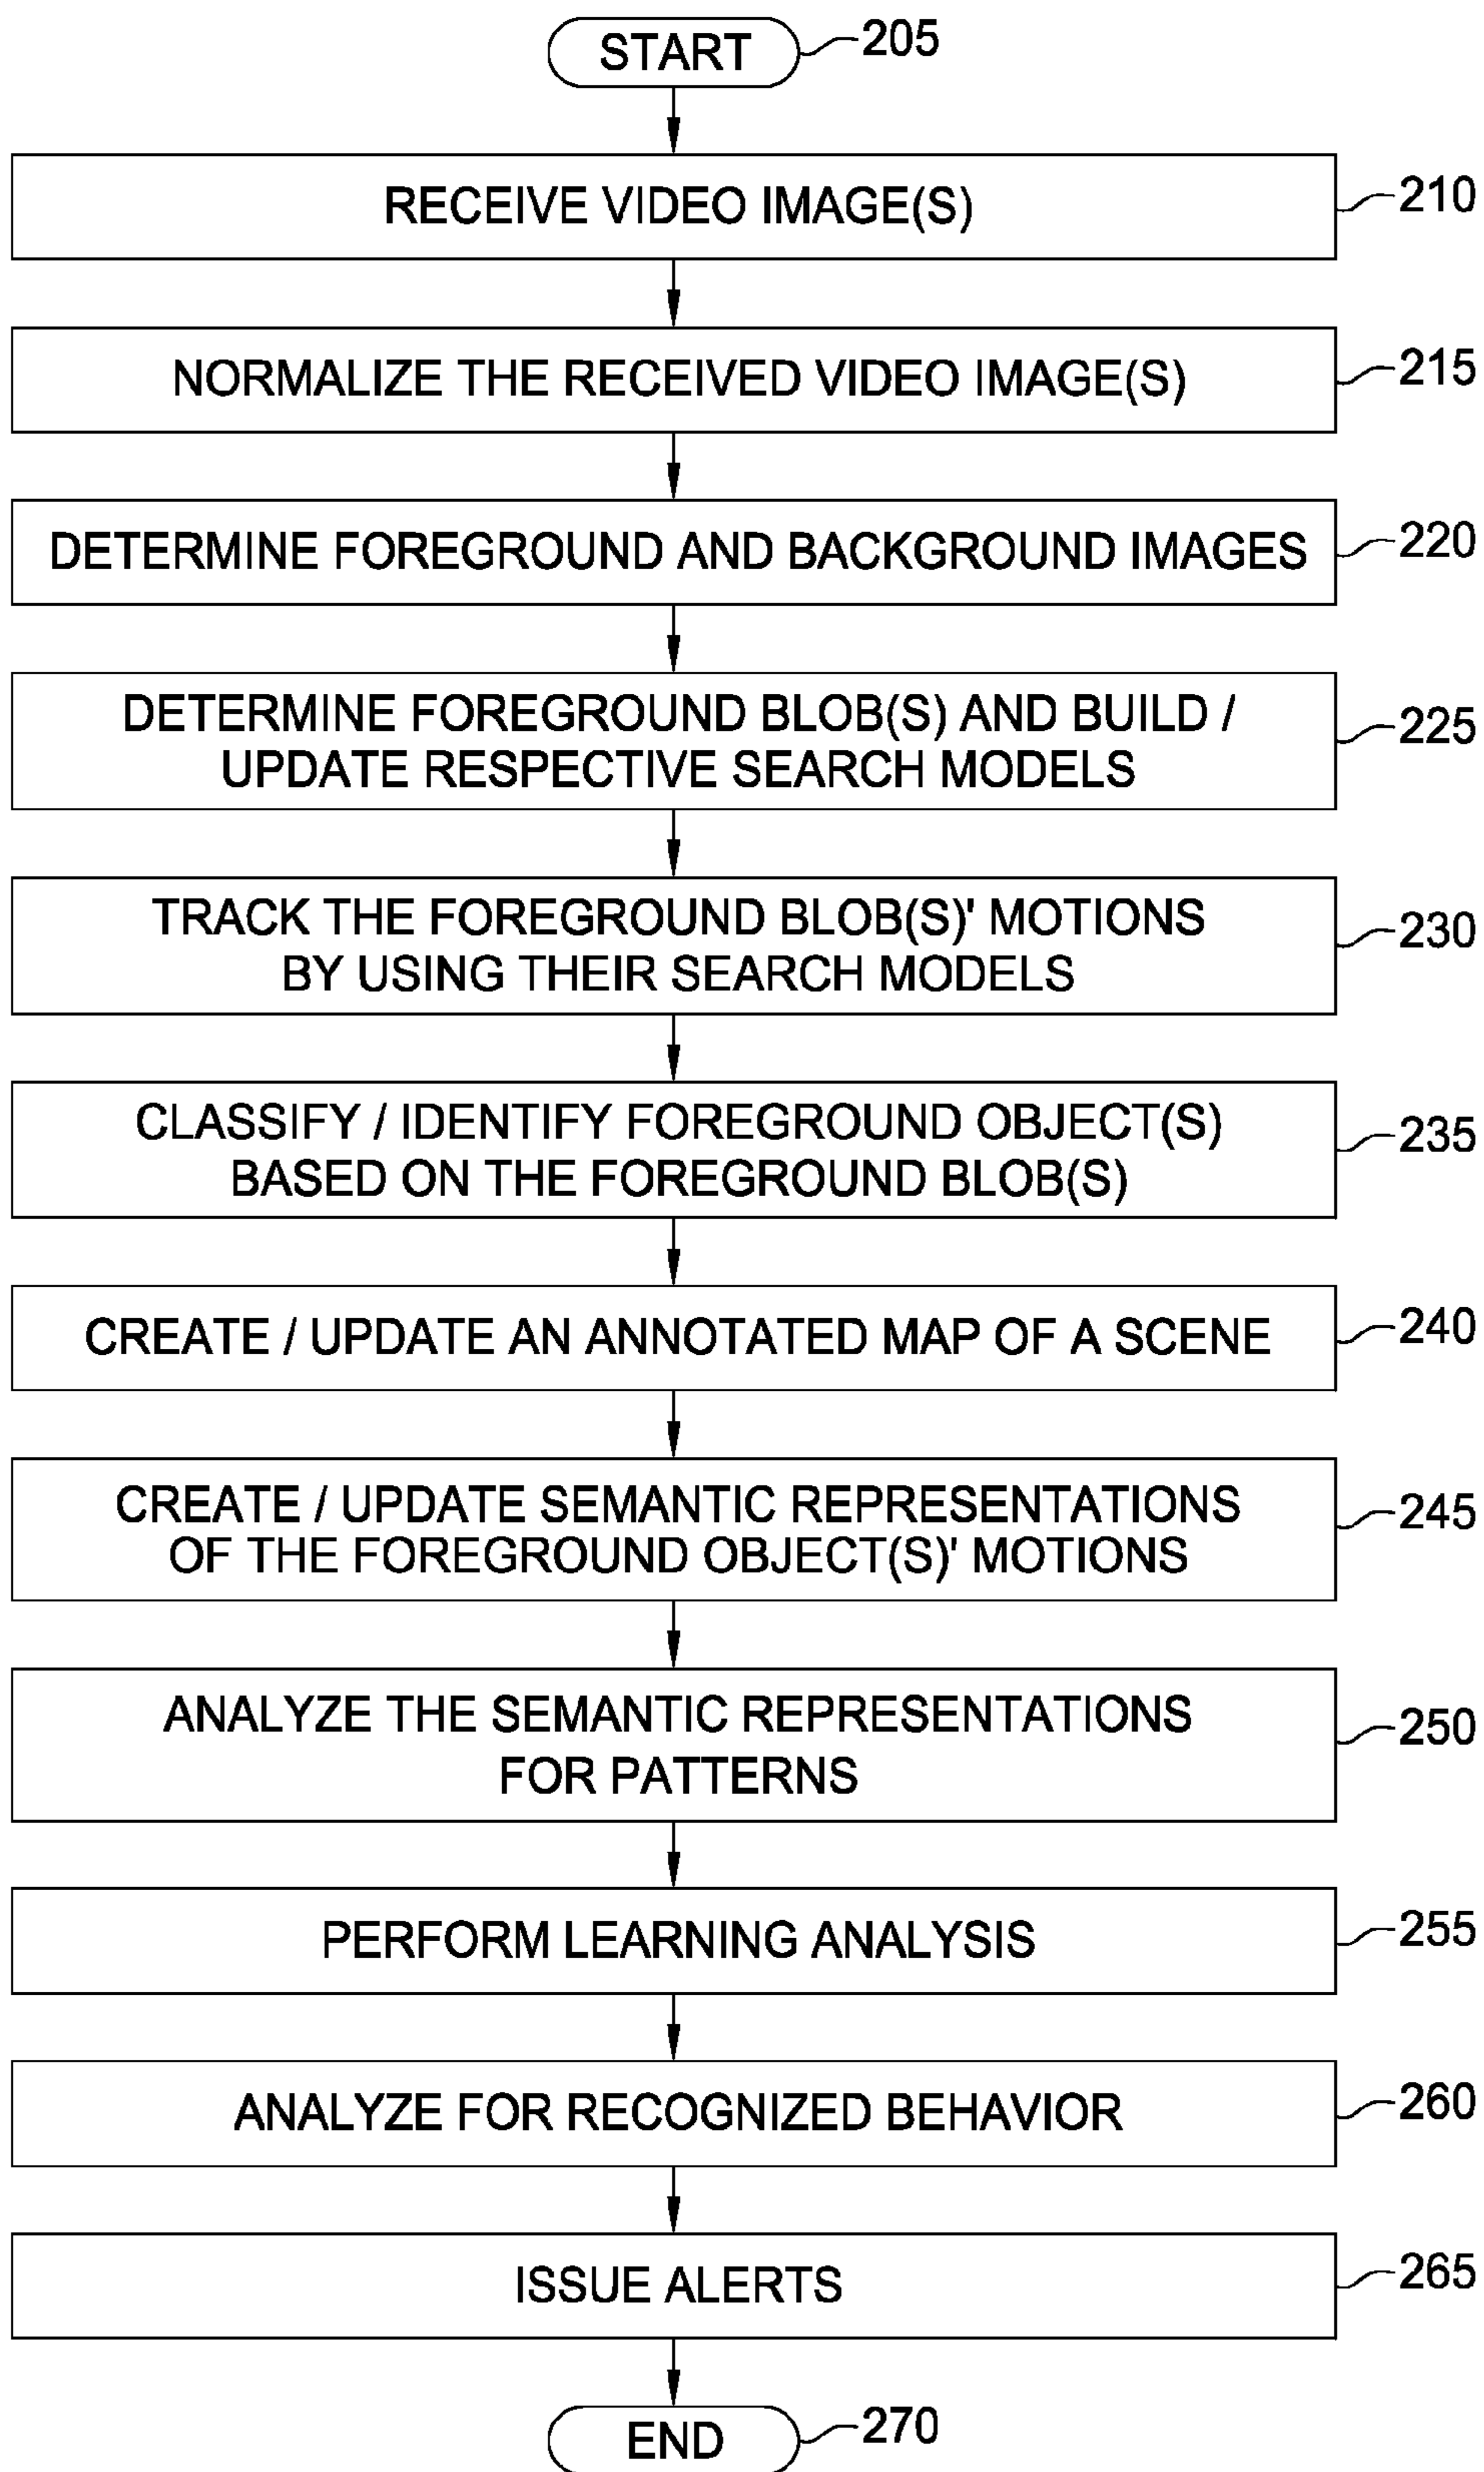 START
205
RECEIVE VIDEO IMAGE(S)
210
NORMALIZE THE RECEIVED VIDEO IMAGE(S)
215
DETERMINE FOREGROUND AND BACKGROUND IMAGES
220
DETERMINE FOREGROUND BLOB(S) AND BUILD /
UPDATE RESPECTIVE SEARCH MODELS
225
TRACK THE FOREGROUND BLOB(S)' MOTIONS
BY USING THEIR SEARCH MODELS
230
CLASSIFY / IDENTIFY FOREGROUND OBJECT(S)
BASED ON THE FOREGROUND BLOB(S)
235
CREATE / UPDATE AN ANNOTATED MAP OF A SCENE
240
CREATE / UPDATE SEMANTIC REPRESENTATIONS
OF THE FOREGROUND OBJECT(S)' MOTIONS
245
ANALYZE THE SEMANTIC REPRESENTATIONS
FOR PATTERNS
250
PERFORM LEARNING ANALYSIS
255
ANALYZE FOR RECOGNIZED BEHAVIOR
260
ISSUE ALERTS
265
END
270